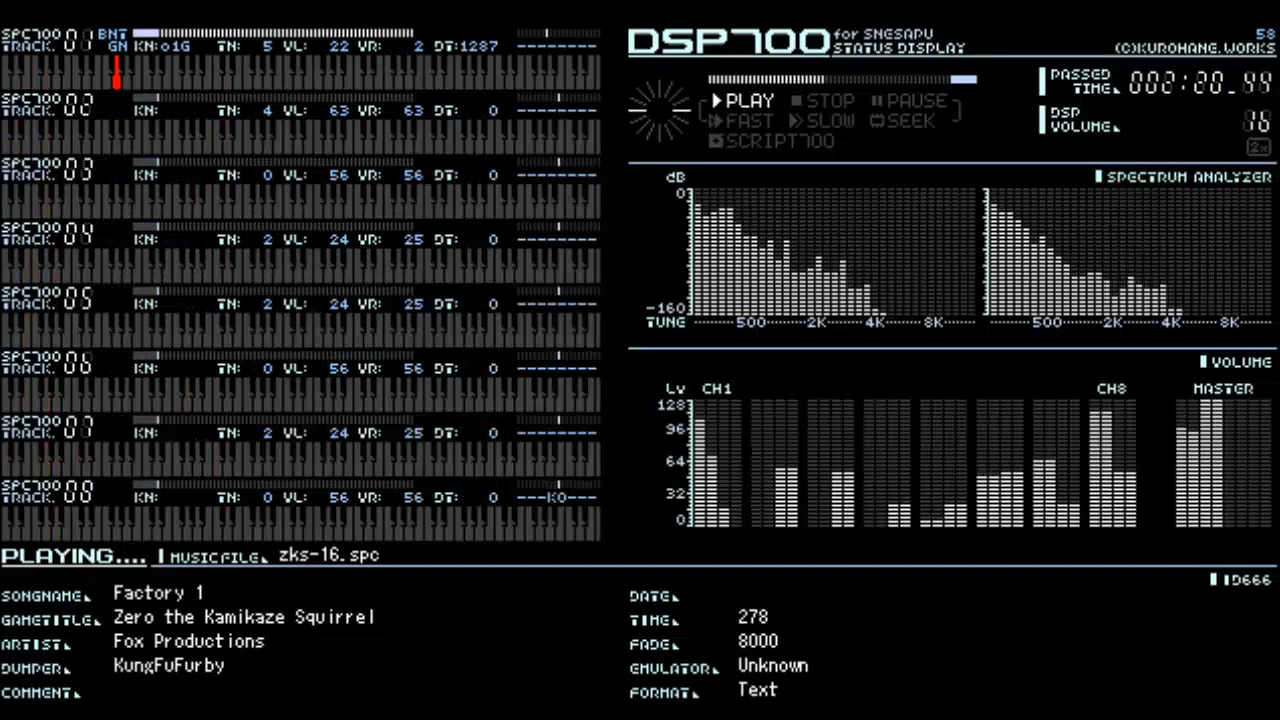 SPC700 TRACK. 01 BNT GN KN:o1G TN: 5 VL: 22 VR: 2 DT:1287
SPC700 TRACK. 02 KN: TN: 4 VL: 63 VR: 63 DT: 0
SPC700 TRACK. 03 KN: TN: 0 VL: 56 VR: 56 DT: 0
SPC700 TRACK. 04 KN: TN: 2 VL: 24 VR: 25 DT: 0
SPC700 TRACK. 05 KN: TN: 2 VL: 24 VR: 25 DT: 0
SPC700 TRACK. 06 KN: TN: 0 VL: 56 VR: 56 DT: 0
SPC700 TRACK. 07 KN: TN: 2 VL: 24 VR: 25 DT: 0
SPC700 TRACK. 08 KN: TN: 0 VL: 56 VR: 56 DT: 0 ---KO---
DSP700 for SNESAPU STATUS DISPLAY
58
(C)KUROHANE.WORKS
PLAY STOP PAUSE
FAST SLOW SEEK
SCRIPT700
PASSED TIME.
DSP VOLUME. 16
2x
SPECTRUM ANALYZER
dB
0
-160
TUNE 500 2K 4K 8K 500 2K 4K 8K
VOLUME
Lv CH1 CH8 MASTER
128
96
64
32
0
PLAYING.... MUSICFILE. zks-16.spc
ID666
SONGNAME. Factory 1
GAMETITLE. Zero the Kamikaze Squirrel
ARTIST. Fox Productions
DUMPER. KungFuFurby
COMMENT.
DATE.
TIME. 278
FADE. 8000
EMULATOR. Unknown
FORMAT. Text